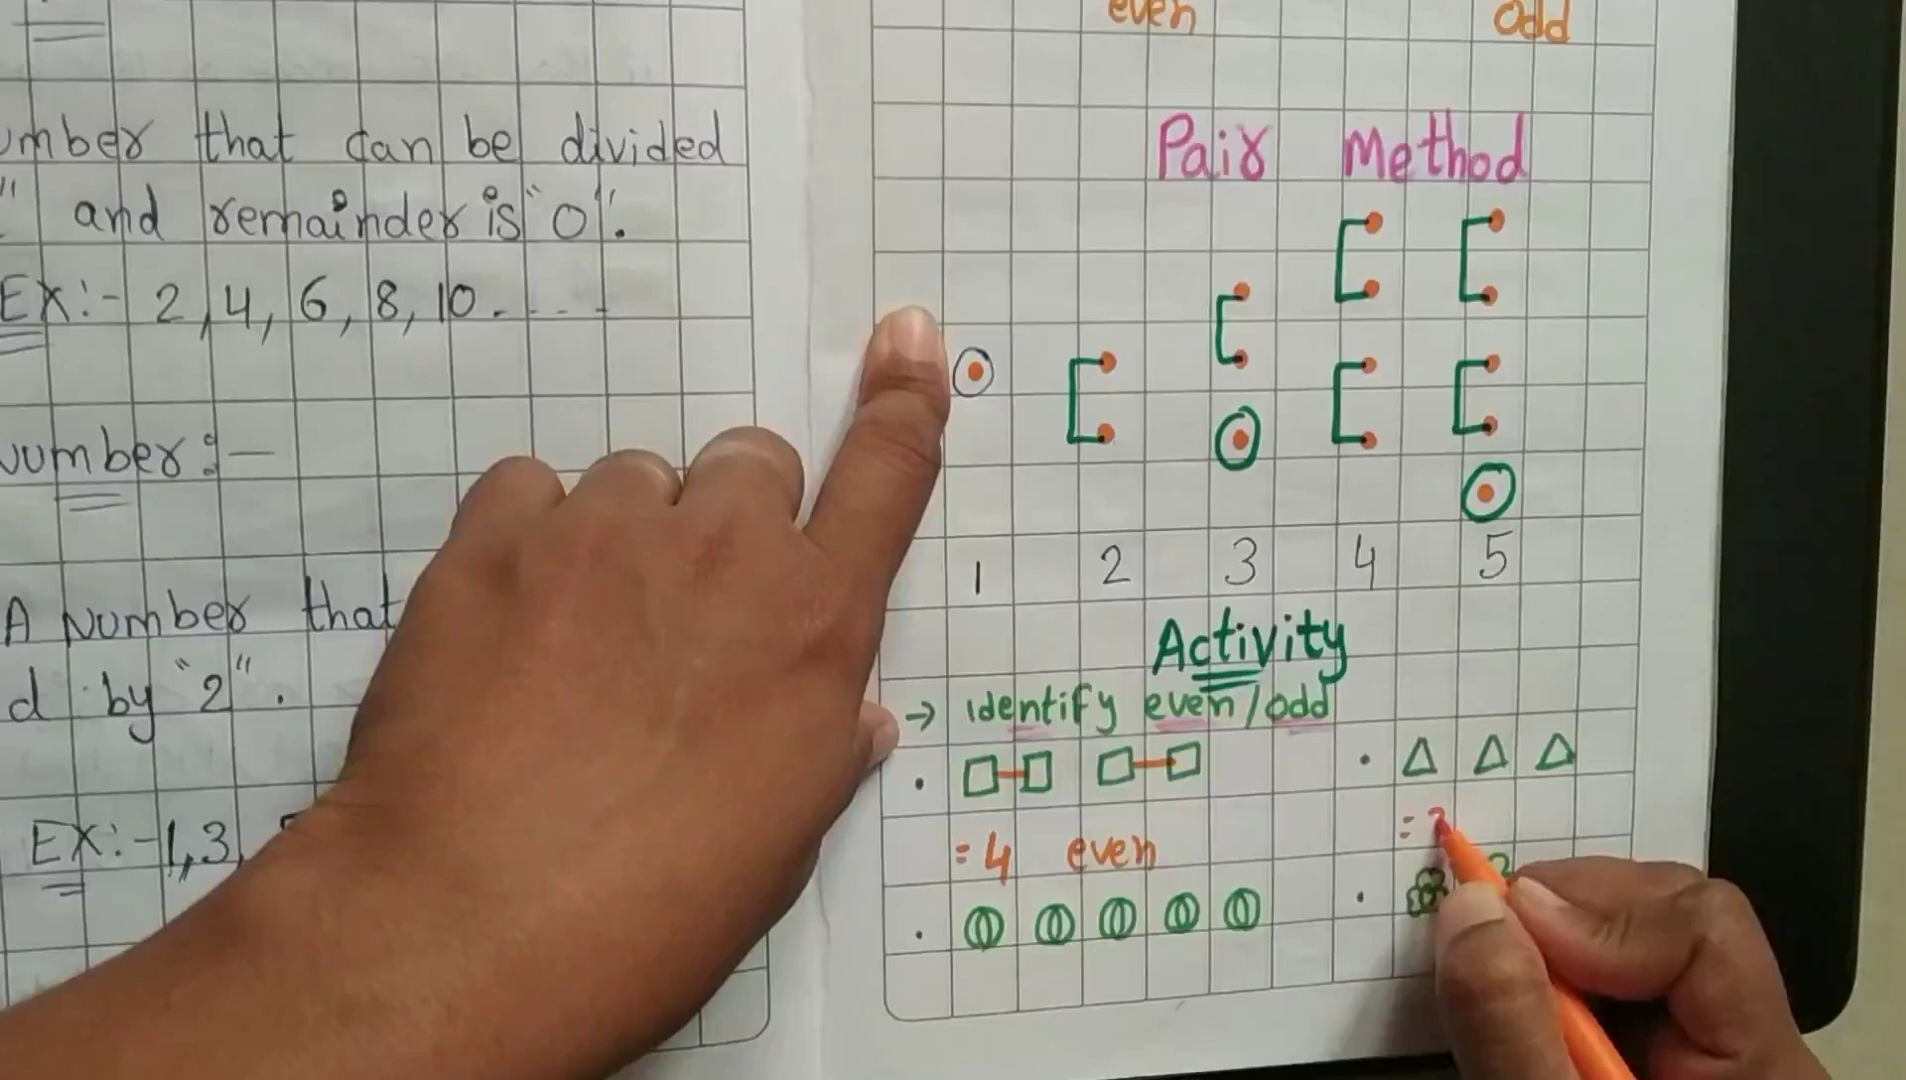 umber that can be divided
" and remainder is "0".
EX:- 2, 4, 6, 8, 10. - - -
Number:-
A Number that
d by "2".
EX:- 1, 3,
even odd
Pair Method
1 2 3 4 5
Activity
→ identify even/odd
= 4 even
=